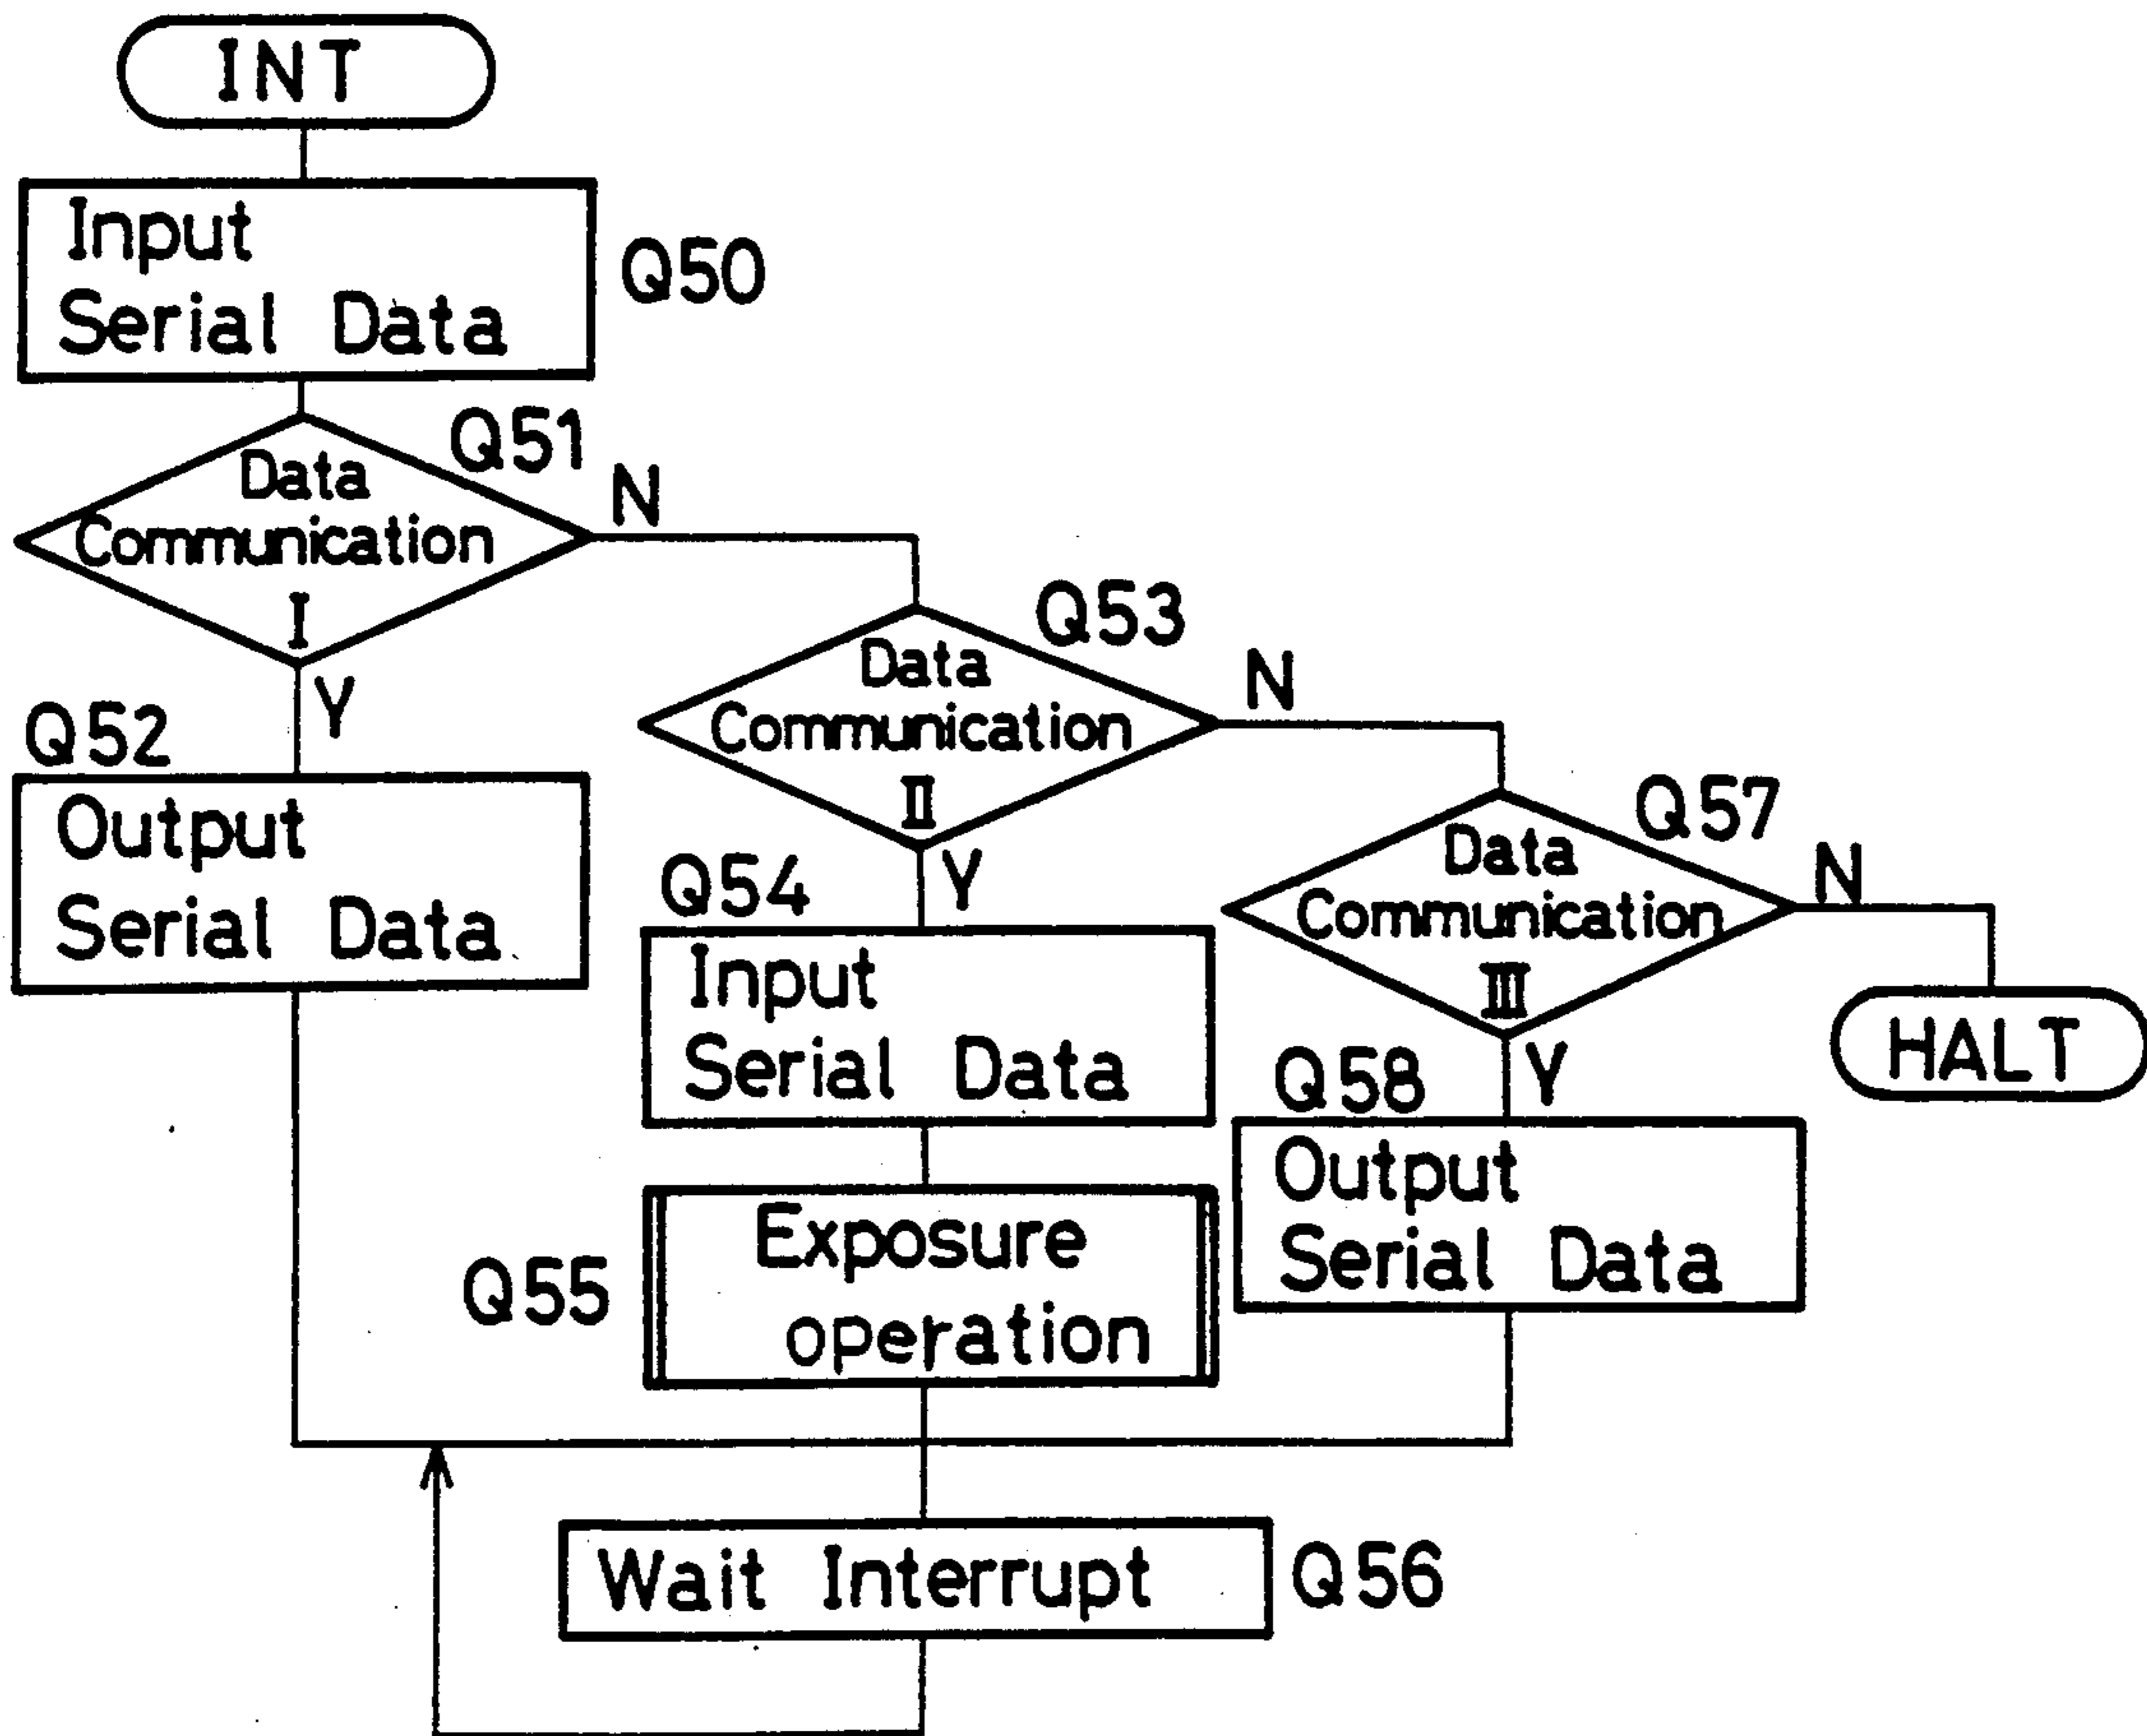 INT
Input
Serial Data
Q50
Q51
Data
Communication
I
N
Y
Q52
Output
Serial Data
Q53
Data
Communication
II
N
Y
Q54
Input
Serial Data
Q55
Exposure
operation
Q57
Data
Communication
III
N
HALT
Y
Q58
Output
Serial Data
Wait Interrupt
Q56